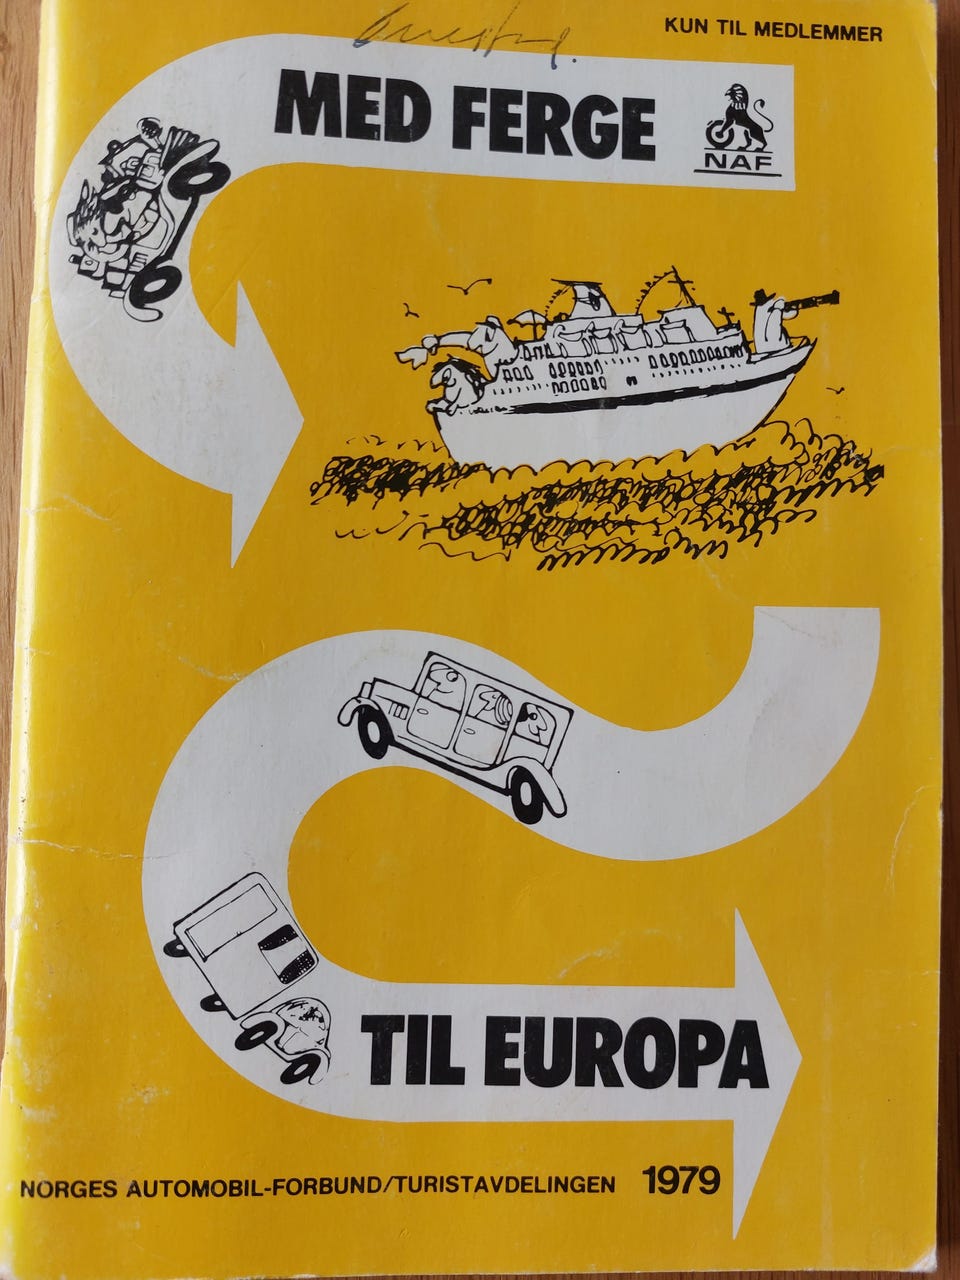 KUN TIL MEDLEMMER
MED FERGE
NAF
TIL EUROPA
NORGES AUTOMOBIL-FORBUND/TURISTAVDELINGEN 1979